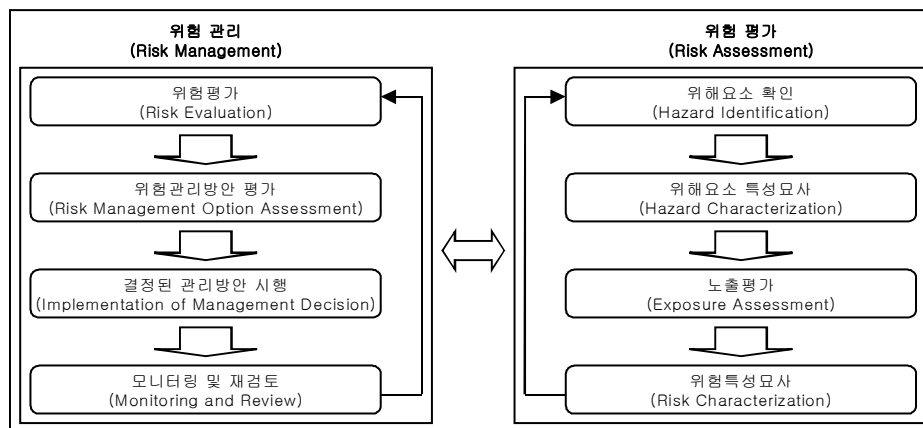 위험 관리
(Risk Management)
위험평가
(Risk Evaluation)
위험관리방안 평가
(Risk Management Option Assessment)
결정된 관리방안 시행
(Implementation of Management Decision)
모니터링 및 재검토
(Monitoring and Review)
위험 평가
(Risk Assessment)
위해요소 확인
(Hazard Identification)
위해요소 특성묘사
(Hazard Characterization)
노출평가
(Exposure Assessment)
위험특성묘사
(Risk Characterization)